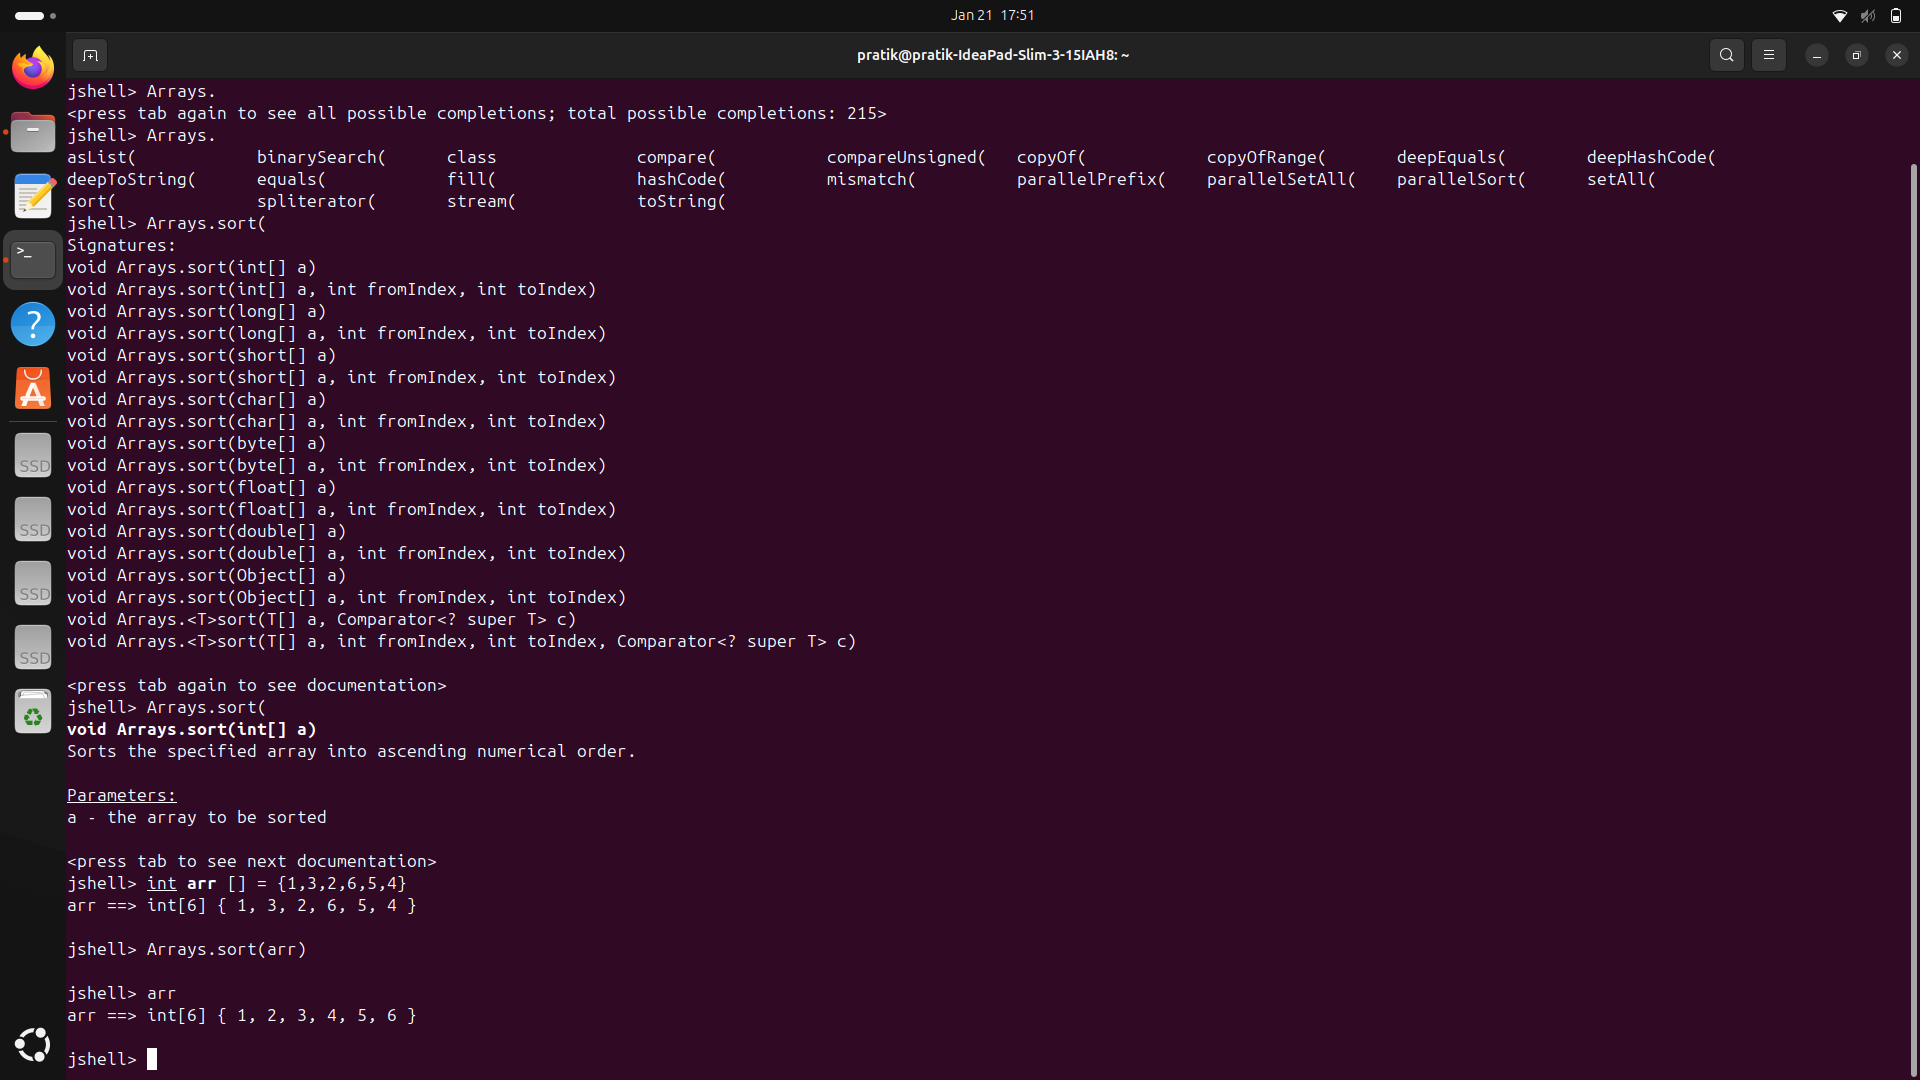 Jan 21 17:51
pratik@pratik-IdeaPad-Slim-3-15IAH8: ~
jshell> Arrays.
<press tab again to see all possible completions; total possible completions: 215>
jshell> Arrays.
asList( binarySearch( class compare( compareUnsigned( copyOf( copyOfRange( deepEquals( deepHashCode(
deepToString( equals( fill( hashCode( mismatch( parallelPrefix( parallelSetAll( parallelSort( setAll(
sort( spliterator( stream( toString(
jshell> Arrays.sort(
Signatures:
void Arrays.sort(int[] a)
void Arrays.sort(int[] a, int fromIndex, int toIndex)
void Arrays.sort(long[] a)
void Arrays.sort(long[] a, int fromIndex, int toIndex)
void Arrays.sort(short[] a)
void Arrays.sort(short[] a, int fromIndex, int toIndex)
void Arrays.sort(char[] a)
void Arrays.sort(char[] a, int fromIndex, int toIndex)
void Arrays.sort(byte[] a)
void Arrays.sort(byte[] a, int fromIndex, int toIndex)
void Arrays.sort(float[] a)
void Arrays.sort(float[] a, int fromIndex, int toIndex)
void Arrays.sort(double[] a)
void Arrays.sort(double[] a, int fromIndex, int toIndex)
void Arrays.sort(Object[] a)
void Arrays.sort(Object[] a, int fromIndex, int toIndex)
void Arrays.<T>sort(T[] a, Comparator<? super T> c)
void Arrays.<T>sort(T[] a, int fromIndex, int toIndex, Comparator<? super T> c)
<press tab again to see documentation>
jshell> Arrays.sort(
void Arrays.sort(int[] a)
Sorts the specified array into ascending numerical order.
Parameters:
a - the array to be sorted
<press tab to see next documentation>
jshell> int arr [] = {1,3,2,6,5,4}
arr ==> int[6] { 1, 3, 2, 6, 5, 4 }
jshell> Arrays.sort(arr)
jshell> arr
arr ==> int[6] { 1, 2, 3, 4, 5, 6 }
jshell>
>_
?
A
SSD
SSD
SSD
SSD